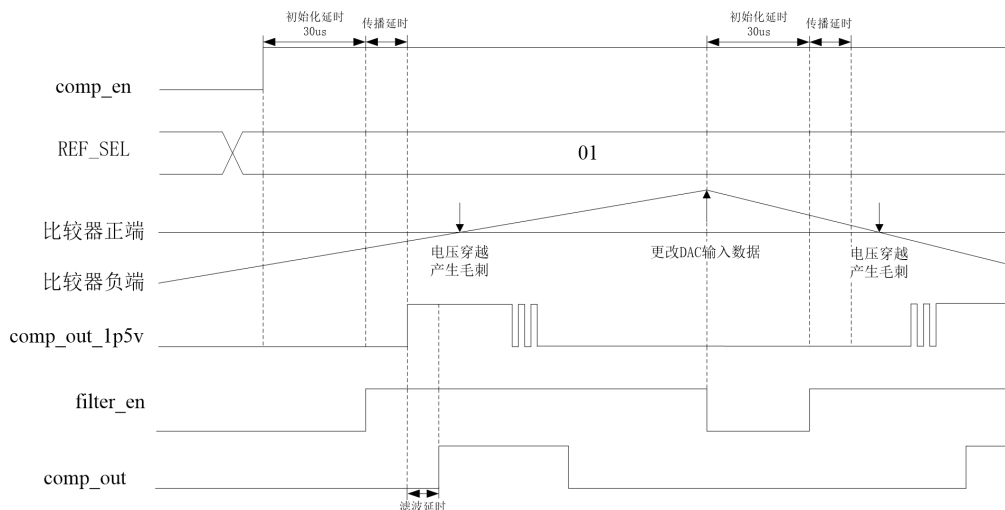 初始化延时
30us
传播延时
初始化延时
30us
传播延时
comp_en
REF_SEL
01
比较器正端
电压穿越
产生毛刺
更改DAC输入数据
电压穿越
产生毛刺
比较器负端
comp_out_1p5v
filter_en
comp_out
滤波延时